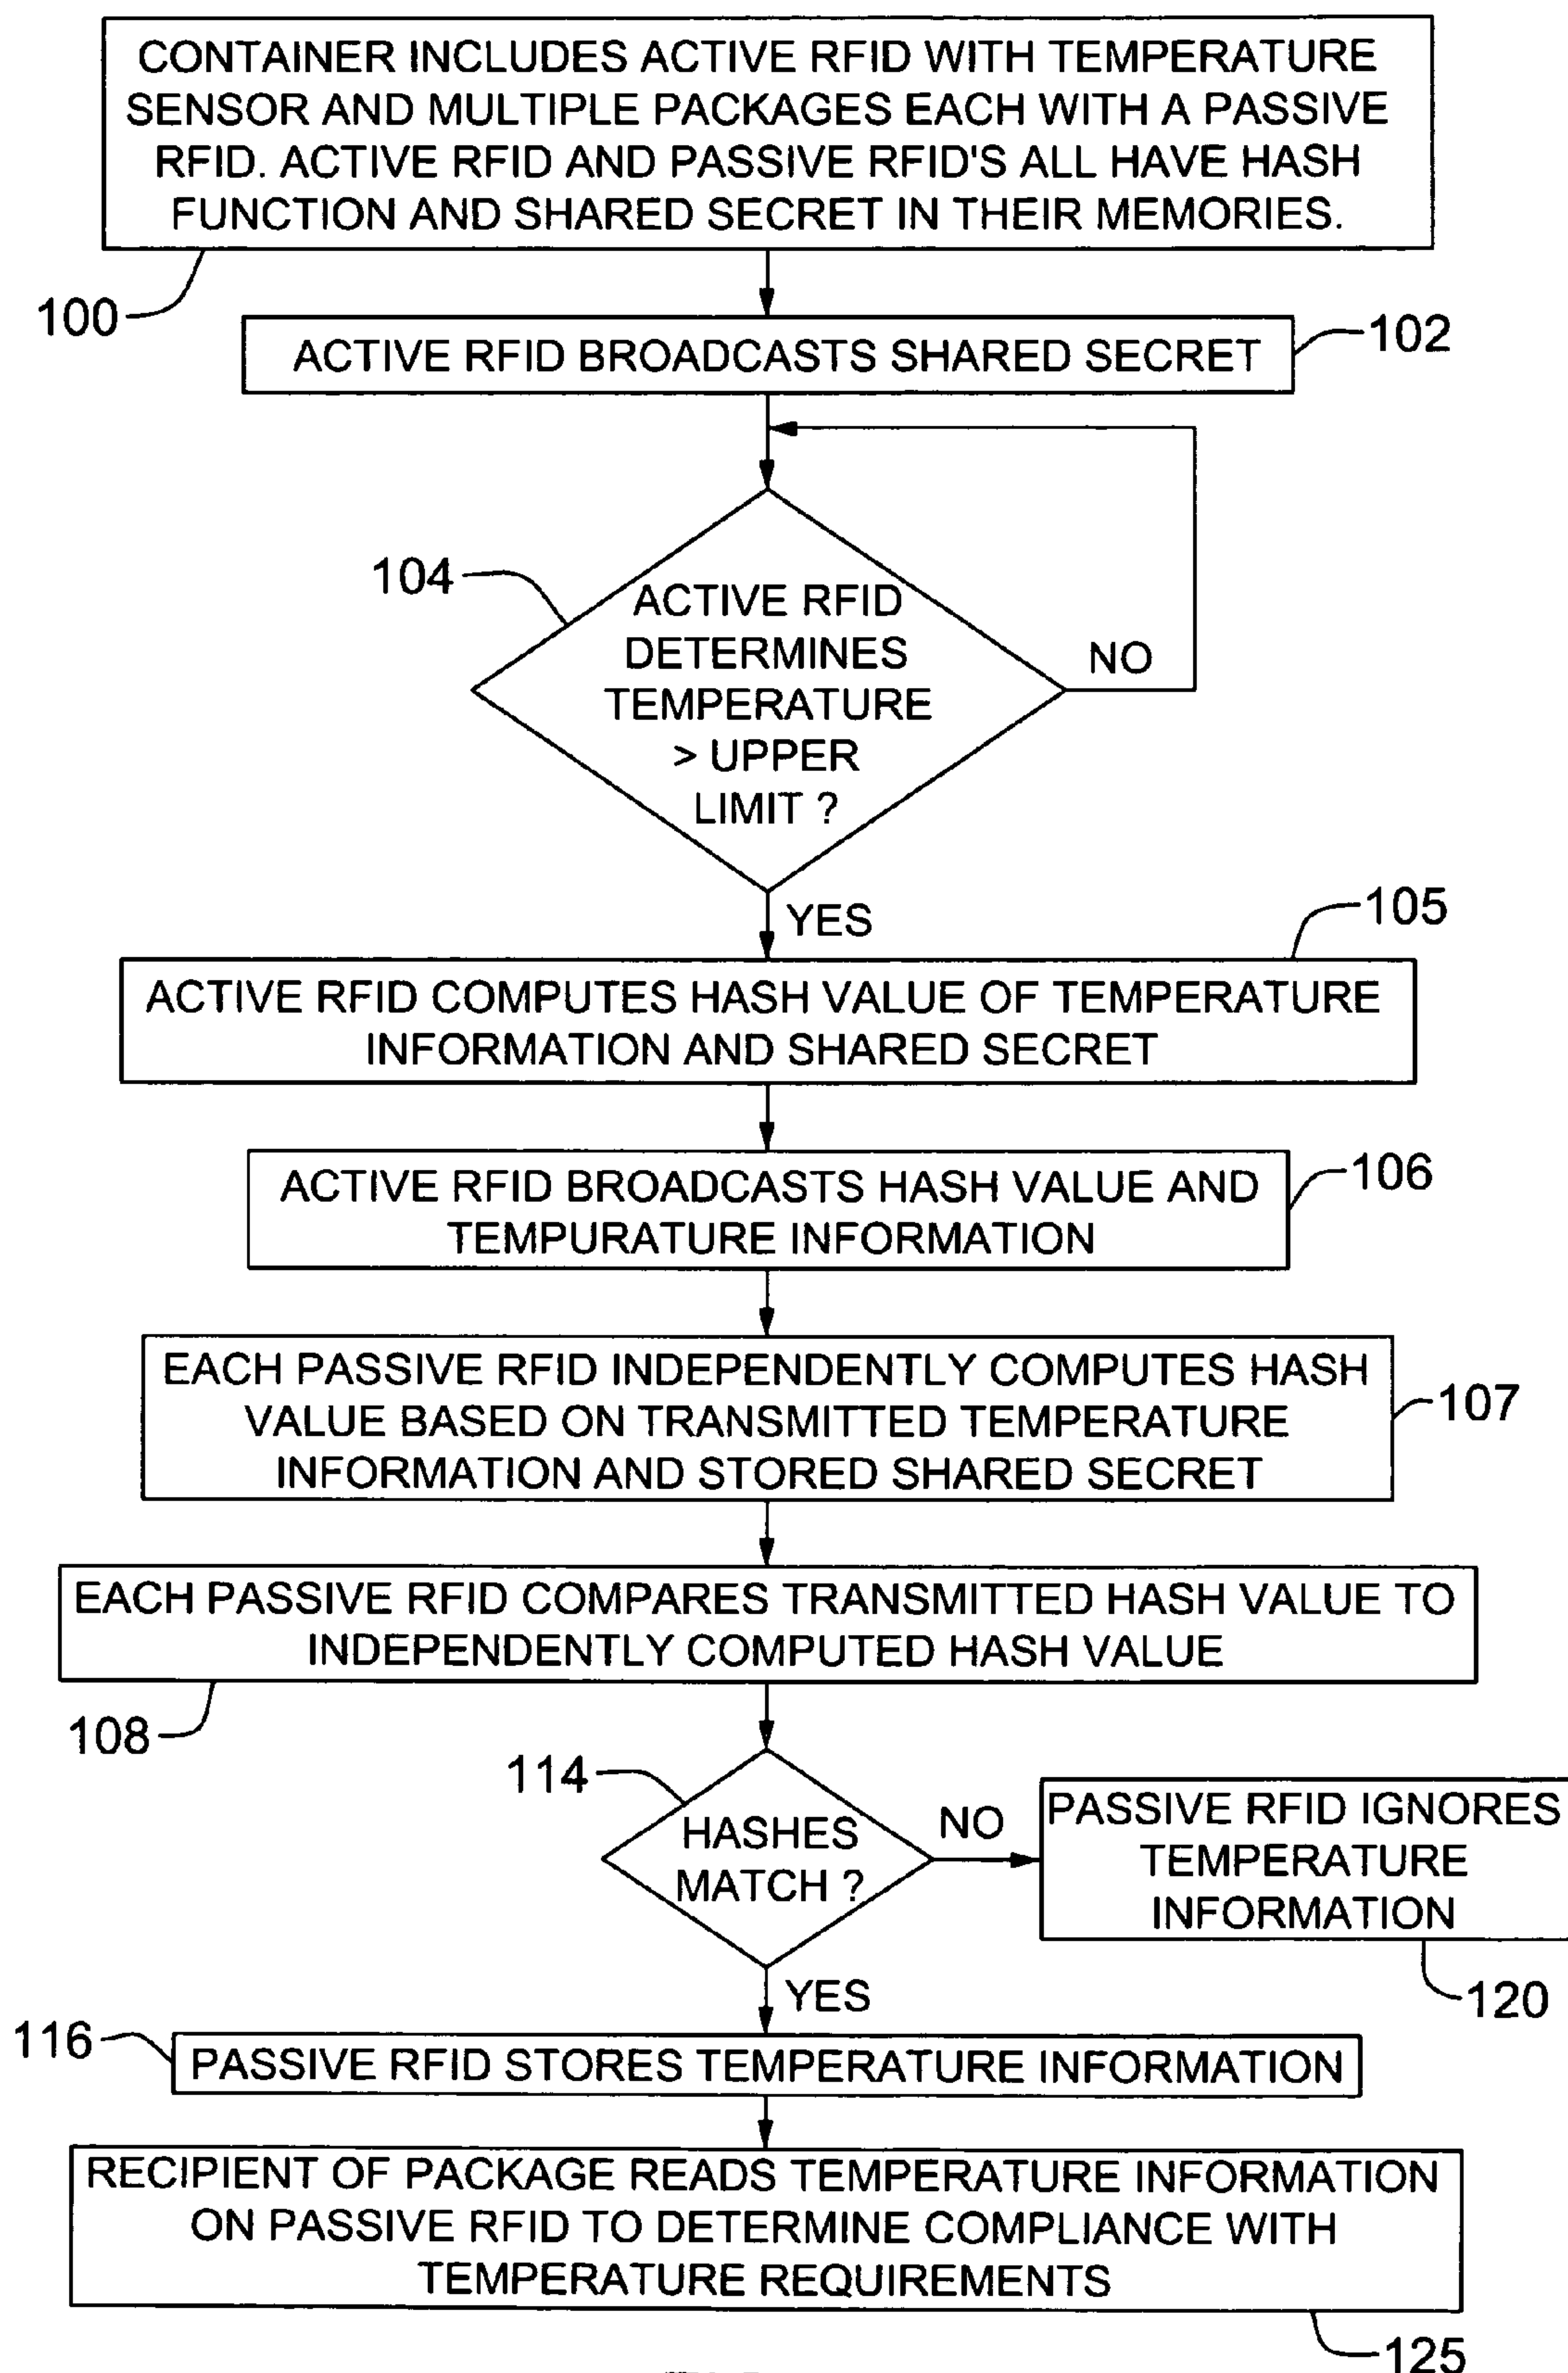 CONTAINER INCLUDES ACTIVE RFID WITH TEMPERATURE
SENSOR AND MULTIPLE PACKAGES EACH WITH A PASSIVE
RFID. ACTIVE RFID AND PASSIVE RFID'S ALL HAVE HASH
FUNCTION AND SHARED SECRET IN THEIR MEMORIES.
100
ACTIVE RFID BROADCASTS SHARED SECRET
102
104
ACTIVE RFID
DETERMINES
TEMPERATURE
> UPPER
LIMIT ?
NO
YES
105
ACTIVE RFID COMPUTES HASH VALUE OF TEMPERATURE
INFORMATION AND SHARED SECRET
ACTIVE RFID BROADCASTS HASH VALUE AND
TEMPURATURE INFORMATION
106
EACH PASSIVE RFID INDEPENDENTLY COMPUTES HASH
VALUE BASED ON TRANSMITTED TEMPERATURE
INFORMATION AND STORED SHARED SECRET
107
EACH PASSIVE RFID COMPARES TRANSMITTED HASH VALUE TO
INDEPENDENTLY COMPUTED HASH VALUE
108
114
HASHES
MATCH ?
NO
PASSIVE RFID IGNORES
TEMPERATURE
INFORMATION
120
YES
116
PASSIVE RFID STORES TEMPERATURE INFORMATION
RECIPIENT OF PACKAGE READS TEMPERATURE INFORMATION
ON PASSIVE RFID TO DETERMINE COMPLIANCE WITH
TEMPERATURE REQUIREMENTS
125